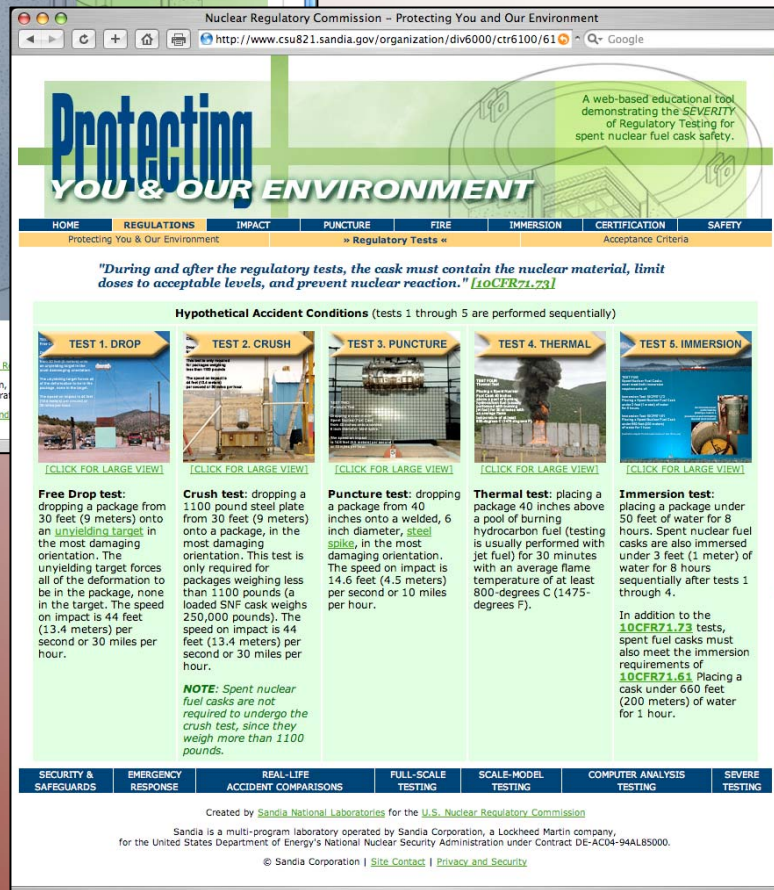 Nuclear Regulatory Commission – Protecting You and Our Environment
http://www.csu821.sandia.gov/organization/div6000/ctr6100/61
Google
Protecting
YOU & OUR ENVIRONMENT
A web-based educational tool
demonstrating the SEVERITY
of Regulatory Testing for
spent nuclear fuel cask safety.
HOME REGULATIONS IMPACT PUNCTURE FIRE IMMERSION CERTIFICATION SAFETY
Protecting You & Our Environment » Regulatory Tests « Acceptance Criteria
"During and after the regulatory tests, the cask must contain the nuclear material, limit
doses to acceptable levels, and prevent nuclear reaction." [10CFR71.73]
Hypothetical Accident Conditions (tests 1 through 5 are performed sequentially)
TEST 1. DROP
[CLICK FOR LARGE VIEW]
Free Drop test:
dropping a package from
30 feet (9 meters) onto
an unyielding target in
the most damaging
orientation. The
unyielding target forces
all of the deformation to
be in the package, none
in the target. The speed
on impact is 44 feet
(13.4 meters) per
second or 30 miles per
hour.
TEST 2. CRUSH
[CLICK FOR LARGE VIEW]
Crush test: dropping a
1100 pound steel plate
from 30 feet (9 meters)
onto a package, in the
most damaging
orientation. This test is
only required for
packages weighing less
than 1100 pounds (a
loaded SNF cask weighs
250,000 pounds). The
speed on impact is 44
feet (13.4 meters) per
second or 30 miles per
hour.
NOTE: Spent nuclear
fuel casks are not
required to undergo the
crush test, since they
weigh more than 1100
pounds.
TEST 3. PUNCTURE
[CLICK FOR LARGE VIEW]
Puncture test: dropping
a package from 40
inches onto a welded, 6
inch diameter, steel
spike, in the most
damaging orientation.
The speed on impact is
14.6 feet (4.5 meters)
per second or 10 miles
per hour.
TEST 4. THERMAL
[CLICK FOR LARGE VIEW]
Thermal test: placing a
package 40 inches above
a pool of burning
hydrocarbon fuel (testing
is usually performed with
jet fuel) for 30 minutes
with an average flame
temperature of at least
800-degrees C (1475-
degrees F).
TEST 5. IMMERSION
[CLICK FOR LARGE VIEW]
Immersion test:
placing a package under
50 feet of water for 8
hours. Spent nuclear fuel
casks are also immersed
under 3 feet (1 meter) of
water for 8 hours
sequentially after tests 1
through 4.
In addition to the
10CFR71.73 tests,
spent fuel casks must
also meet the immersion
requirements of
10CFR71.61 Placing a
cask under 660 feet
(200 meters) of water
for 1 hour.
SECURITY & SAFEGUARDS EMERGENCY RESPONSE REAL-LIFE ACCIDENT COMPARISONS FULL-SCALE TESTING SCALE-MODEL TESTING COMPUTER ANALYSIS TESTING SEVERE TESTING
Created by Sandia National Laboratories for the U.S. Nuclear Regulatory Commission
Sandia is a multi-program laboratory operated by Sandia Corporation, a Lockheed Martin company,
for the United States Department of Energy's National Nuclear Security Administration under Contract DE-AC04-94AL85000.
© Sandia Corporation | Site Contact | Privacy and Security